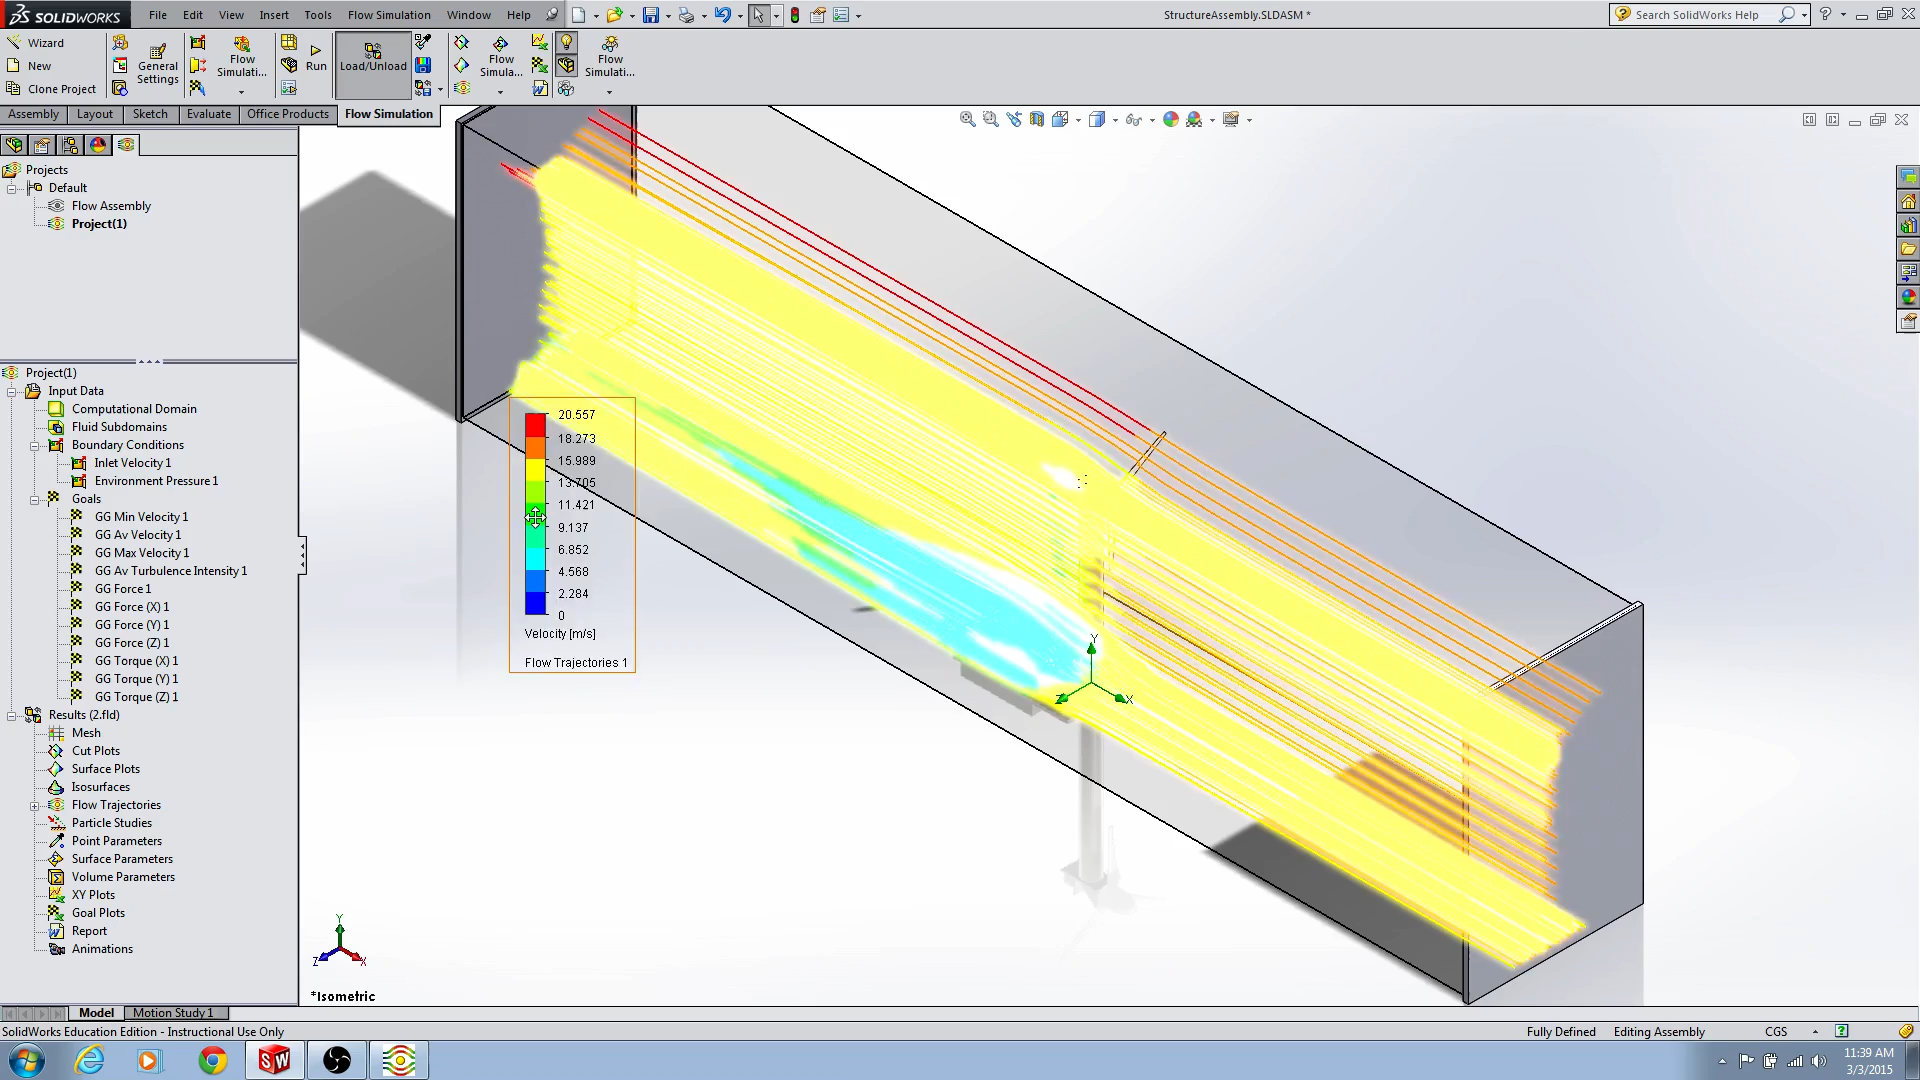 SOLIDWORKS
File Edit View Insert Tools Flow Simulation Window Help
StructureAssembly.SLDASM *
Search SolidWorks Help
Wizard
New
Clone Project
General Settings
Flow Simulati...
Run
Load/Unload
Flow Simula...
Flow Simulati...
Assembly Layout Sketch Evaluate Office Products Flow Simulation
Projects
Default
Flow Assembly
Project(1)
Project(1)
Input Data
Computational Domain
Fluid Subdomains
Boundary Conditions
Inlet Velocity 1
Environment Pressure 1
Goals
GG Min Velocity 1
GG Av Velocity 1
GG Max Velocity 1
GG Av Turbulence Intensity 1
GG Force 1
GG Force (X) 1
GG Force (Y) 1
GG Force (Z) 1
GG Torque (X) 1
GG Torque (Y) 1
GG Torque (Z) 1
Results (2.fld)
Mesh
Cut Plots
Surface Plots
Isosurfaces
Flow Trajectories
Particle Studies
Point Parameters
Surface Parameters
Volume Parameters
XY Plots
Goal Plots
Report
Animations
20.557
18.273
15.989
13.705
11.421
9.137
6.852
4.568
2.284
0
Velocity [m/s]
Flow Trajectories 1
Y
Z
X
Y
Z
X
*Isometric
Model Motion Study 1
SolidWorks Education Edition - Instructional Use Only
Fully Defined Editing Assembly CGS
SW
11:39 AM
3/3/2015